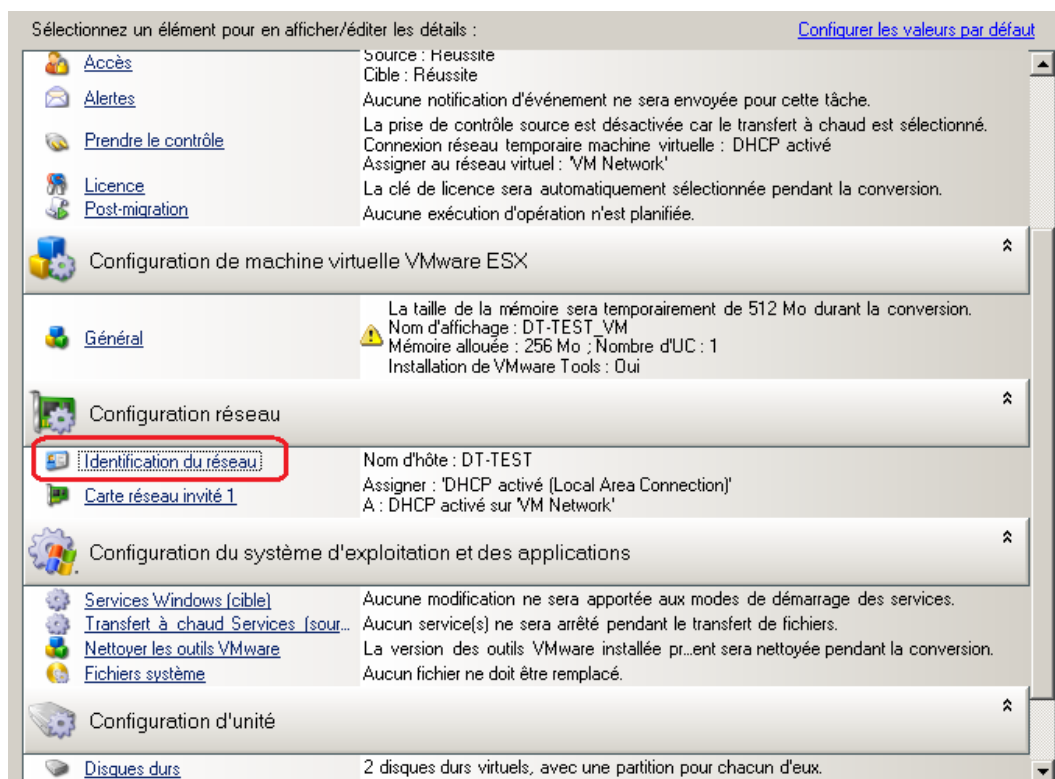 Sélectionnez un élément pour en afficher/éditer les détails :
Configurer les valeurs par défaut
Accès
Source : Réussite
Cible : Réussite
Alertes
Aucune notification d'événement ne sera envoyée pour cette tâche.
Prendre le contrôle
La prise de contrôle source est désactivée car le transfert à chaud est sélectionné.
Connexion réseau temporaire machine virtuelle : DHCP activé
Assigner au réseau virtuel : 'VM Network'
Licence
La clé de licence sera automatiquement sélectionnée pendant la conversion.
Post-migration
Aucune exécution d'opération n'est planifiée.
Configuration de machine virtuelle VMware ESX
Général
La taille de la mémoire sera temporairement de 512 Mo durant la conversion.
Nom d'affichage : DT-TEST_VM
Mémoire allouée : 256 Mo ; Nombre d'UC : 1
Installation de VMware Tools : Oui
Configuration réseau
Identification du réseau
Nom d'hôte : DT-TEST
Carte réseau invité 1
Assigner : 'DHCP activé (Local Area Connection)'
A : DHCP activé sur 'VM Network'
Configuration du système d'exploitation et des applications
Services Windows (cible)
Aucune modification ne sera apportée aux modes de démarrage des services.
Transfert à chaud Services (sour...
Aucun service(s) ne sera arrêté pendant le transfert de fichiers.
Nettoyer les outils VMware
La version des outils VMware installée pr...ent sera nettoyée pendant la conversion.
Fichiers système
Aucun fichier ne doit être remplacé.
Configuration d'unité
Disques durs
2 disques durs virtuels, avec une partition pour chacun d'eux.